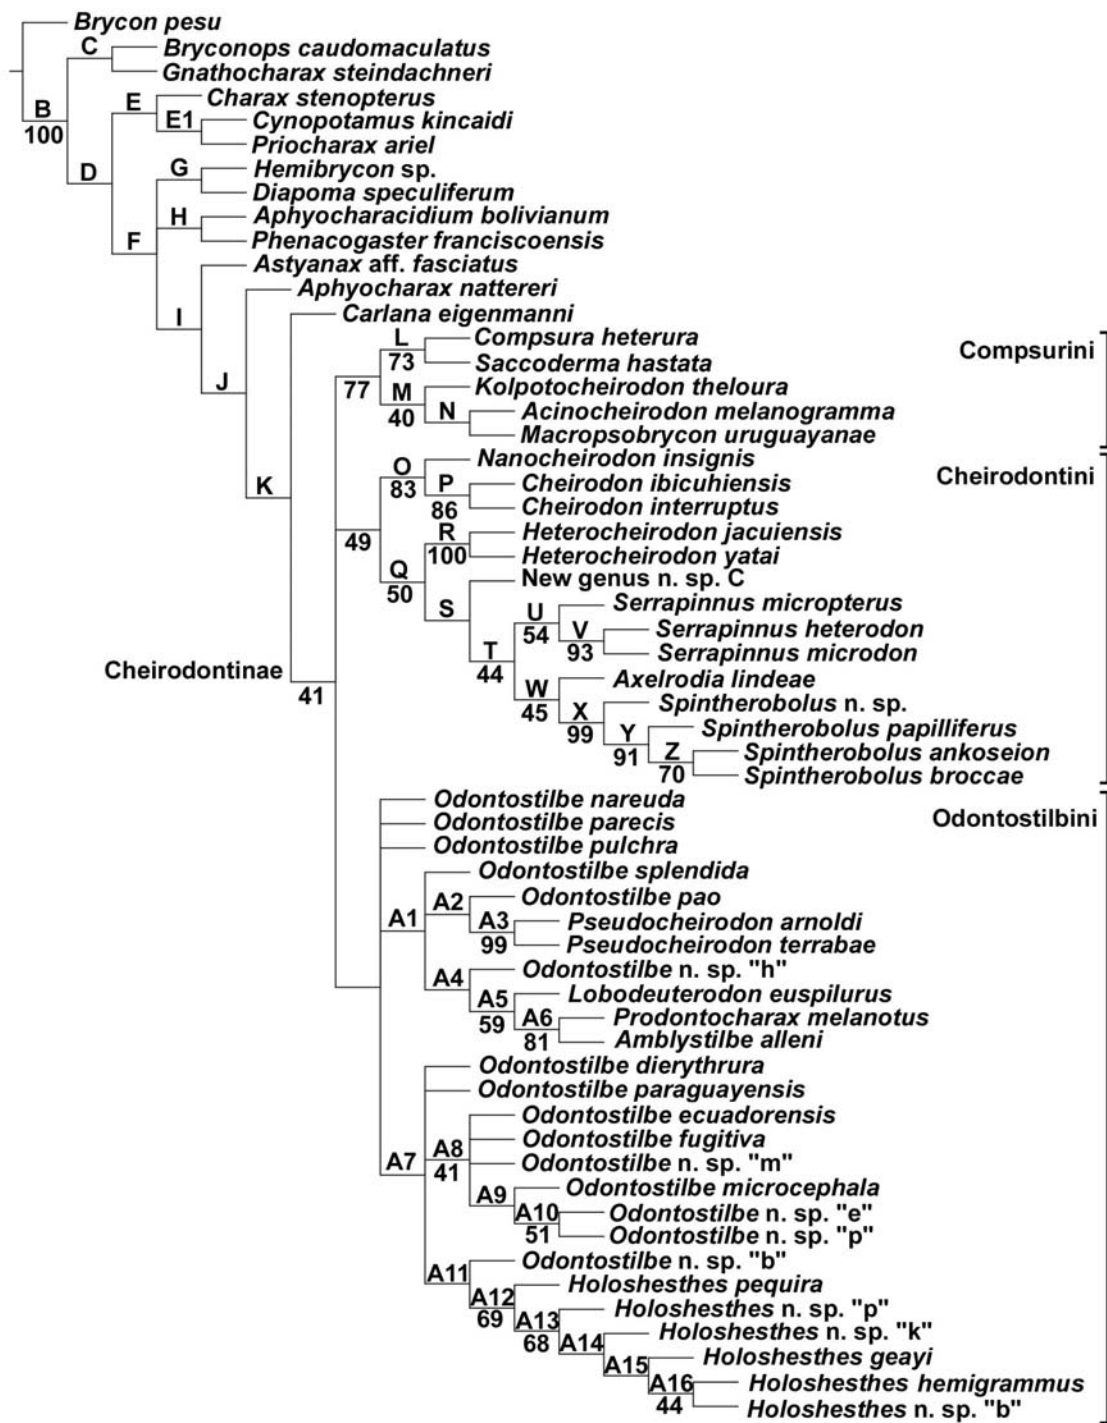 Brycon pesu
C Bryconops caudomaculatus
Gnathocharax steindachneri
E Charax stenopterus
B E1 Cynopotamus kincaidi
100 Priocharax ariel
D G Hemibrycon sp.
Diapoma speculiferum
H Aphyocharacidium bolivianum
F Phenacogaster franciscoensis
Astyanax aff. fasciatus
Aphyocharax nattereri
I Carlana eigenmanni
L Compsura heterura Compsurini
73 Saccoderma hastata
J 77 M Kolpotocheirodon theloura
40 N Acinocheirodon melanogramma
Macropsobrycon uruguayanae
O Nanocheirodon insignis Cheirodontini
K 83 P Cheirodon ibicuhiensis
86 Cheirodon interruptus
49 R Heterocheirodon jacuiensis
100 Heterocheirodon yatai
Q New genus n. sp. C
50 S U Serrapinnus micropterus
54 V Serrapinnus heterodon
T 93 Serrapinnus microdon
Cheirodontinae 44 W Axelrodia lindeae
41 45 X Spintherobolus n. sp.
99 Y Spintherobolus papilliferus
91 Z Spintherobolus ankoseion
70 Spintherobolus broccae
Odontostilbe nareuda Odontostilbini
Odontostilbe parecis
Odontostilbe pulchra
Odontostilbe splendida
A2 Odontostilbe pao
A1 A3 Pseudocheirodon arnoldi
99 Pseudocheirodon terrabae
A4 Odontostilbe n. sp. "h"
A5 Lobodeuterodon euspilurus
59 A6 Prodontocharax melanotus
81 Amblystilbe alleni
Odontostilbe dierythrura
Odontostilbe paraguayensis
Odontostilbe ecuadorensis
A8 Odontostilbe fugitiva
A7 41 Odontostilbe n. sp. "m"
A9 Odontostilbe microcephala
A10 Odontostilbe n. sp. "e"
51 Odontostilbe n. sp. "p"
A11 Odontostilbe n. sp. "b"
A12 Holoshesthes pequira
69 A13 Holoshesthes n. sp. "p"
68 A14 Holoshesthes n. sp. "k"
A15 Holoshesthes geayi
A16 Holoshesthes hemigrammus
44 Holoshesthes n. sp. "b"